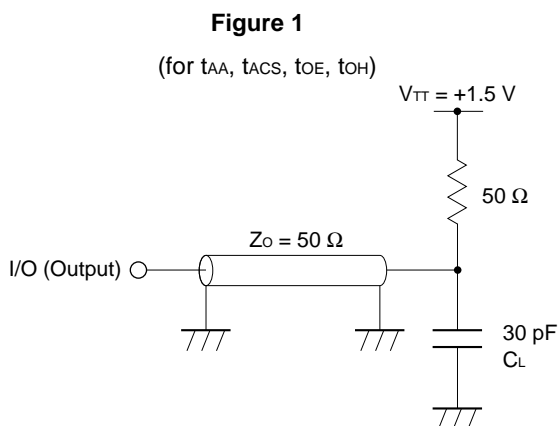 Figure 1
(for tAA, tACS, tOE, tOH)
VTT = +1.5 V
50 Ω
ZO = 50 Ω
I/O (Output)
30 pF
CL